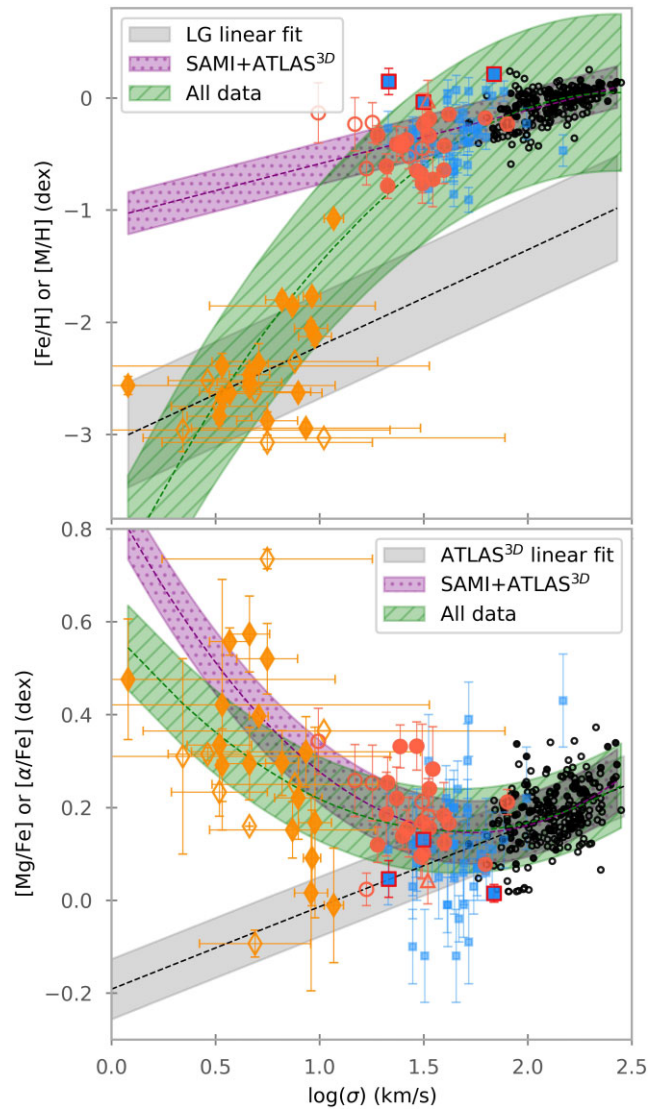 LG linear fit
SAMI+ATLAS³ᴰ
All data
[Fe/H] or [M/H] (dex)
0
−1
−2
−3
ATLAS³ᴰ linear fit
SAMI+ATLAS³ᴰ
All data
[Mg/Fe] or [α/Fe] (dex)
0.8
0.6
0.4
0.2
0.0
−0.2
0.0 0.5 1.0 1.5 2.0 2.5
log(σ) (km/s)